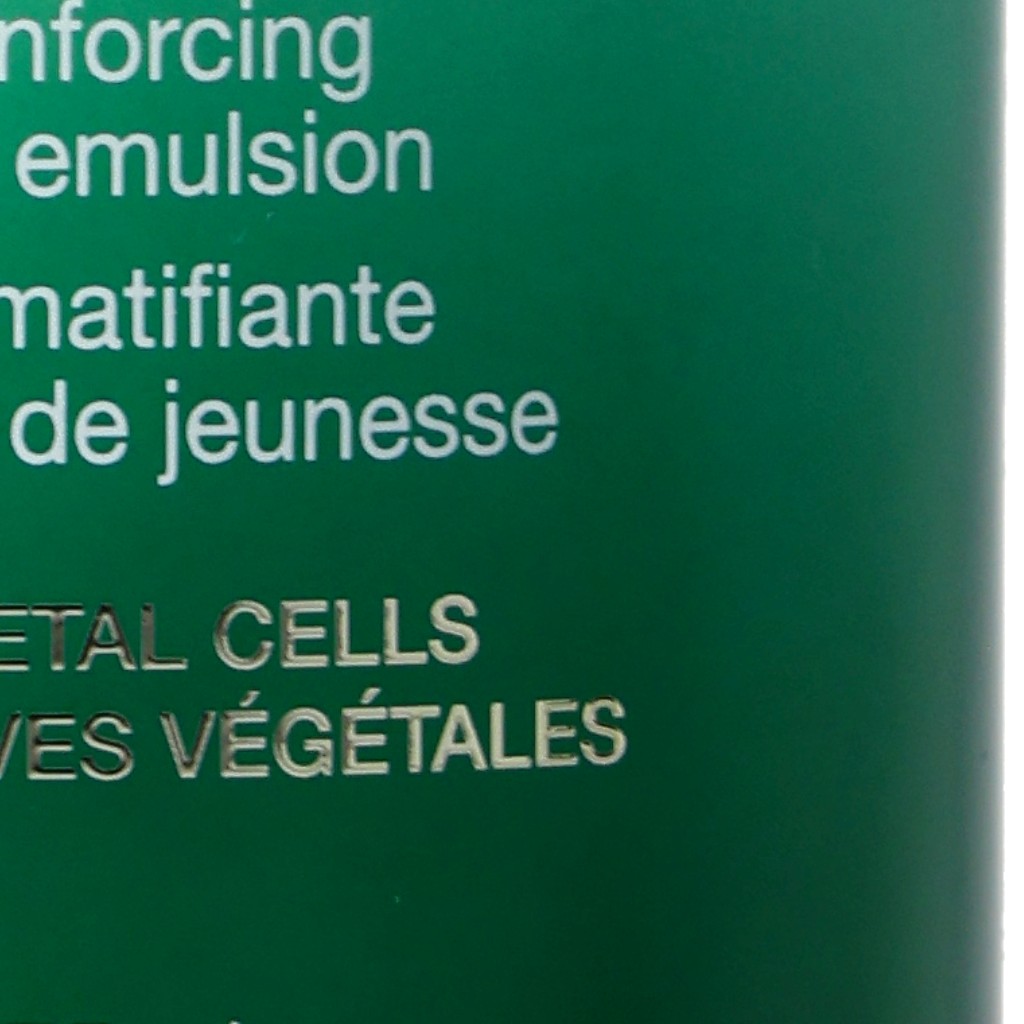 nforcing
emulsion
matifiante
de jeunesse
ETAL CELLS
VES VÉGÉTALES